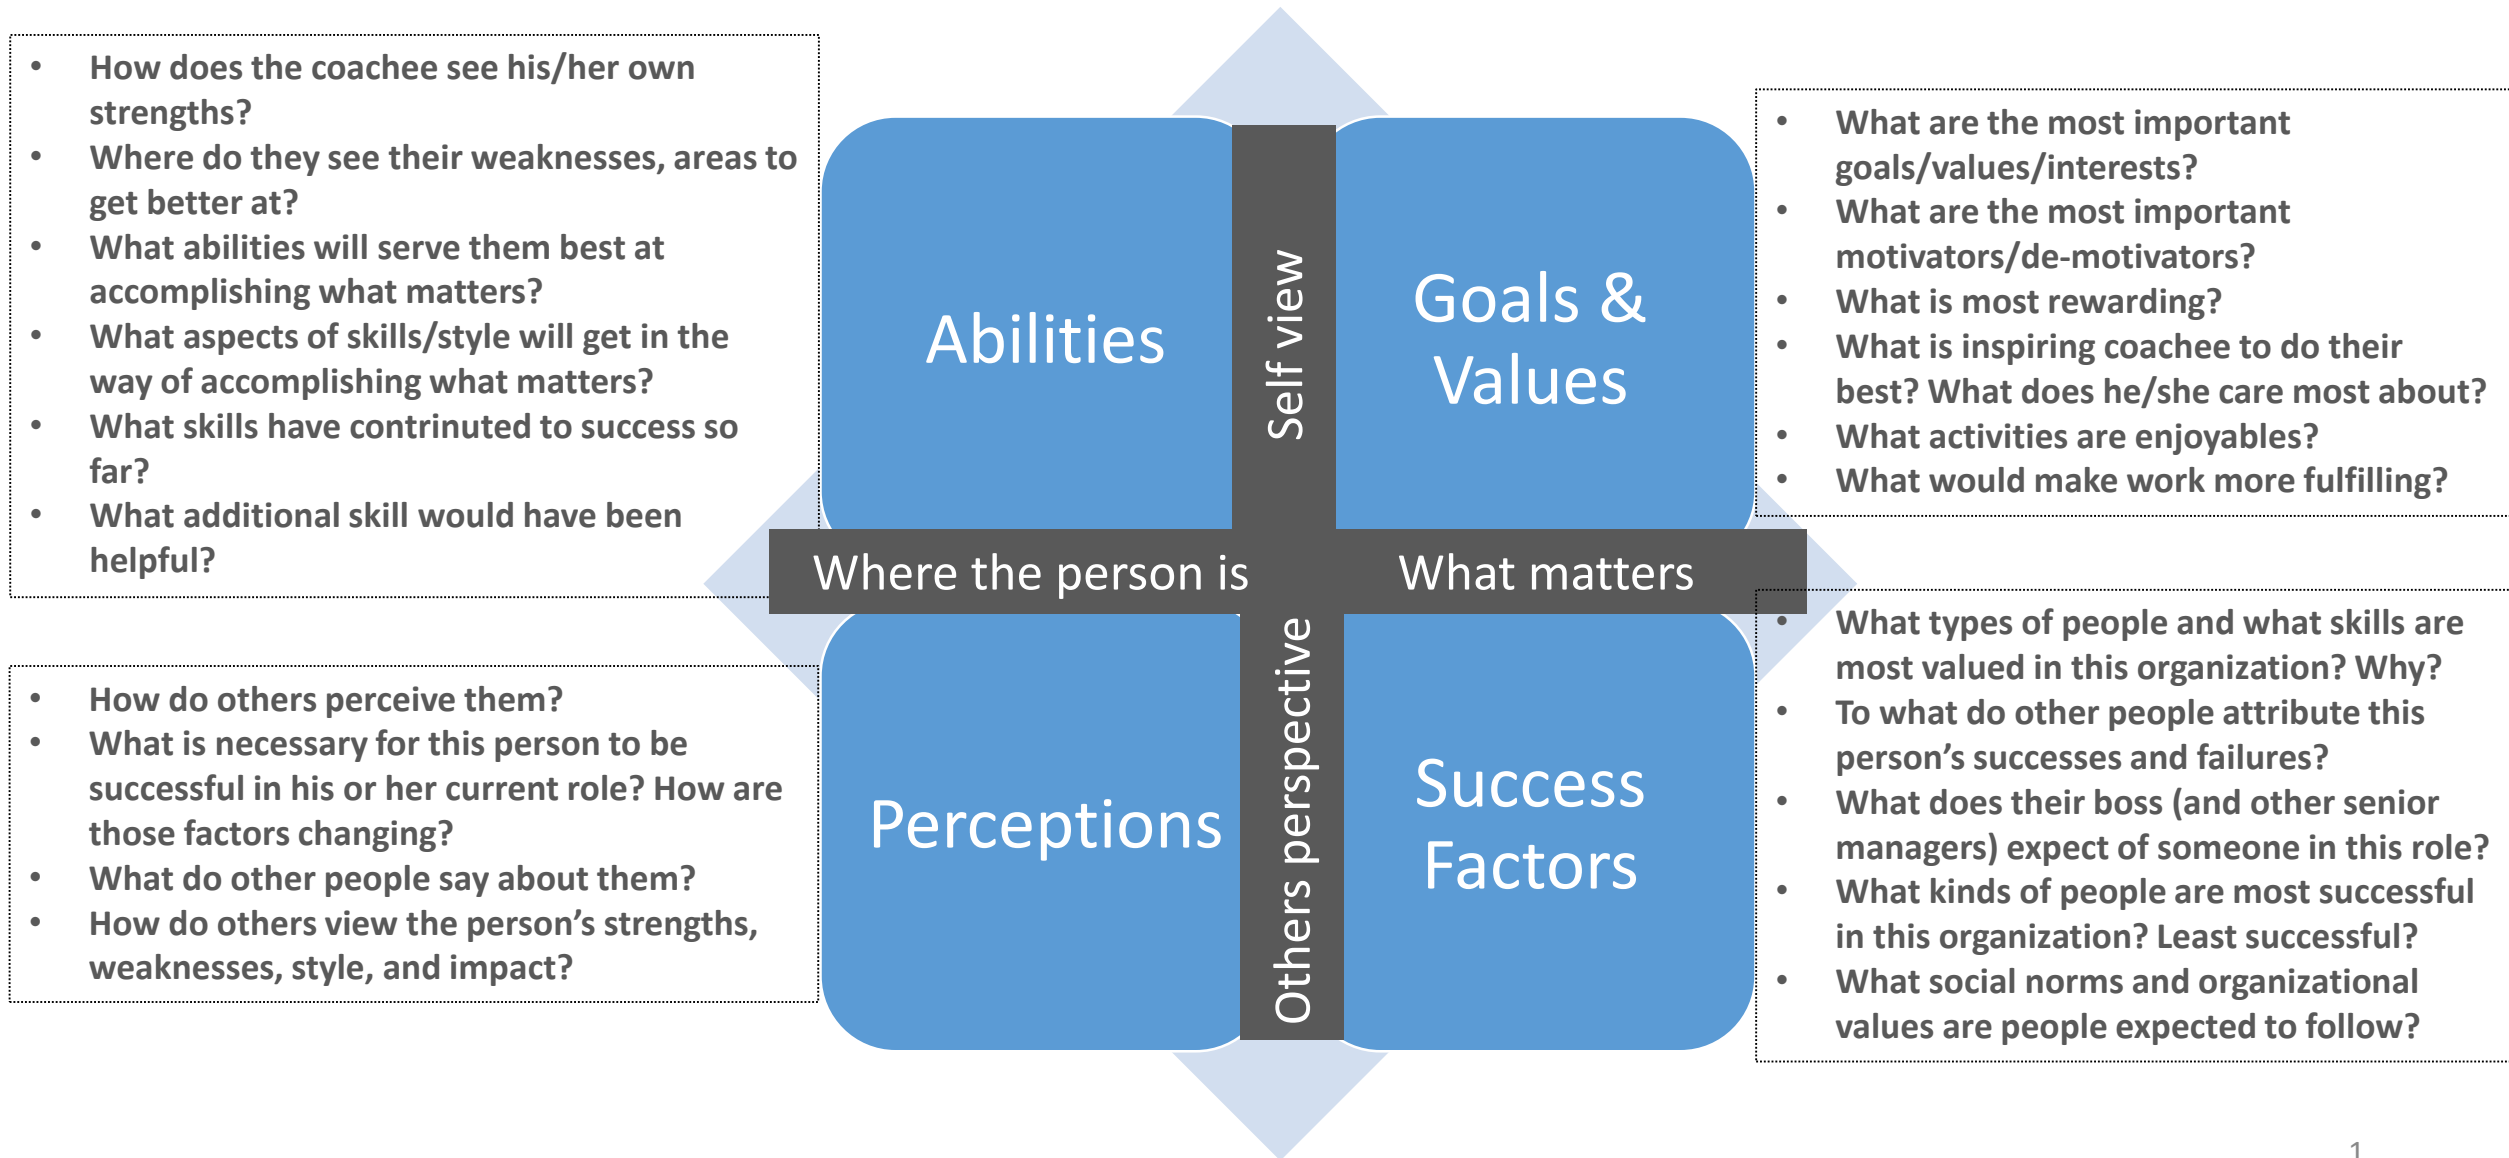 • How does the coachee see his/her own
strengths?
• Where do they see their weaknesses, areas to
get better at?
• What abilities will serve them best at
accomplishing what matters?
• What aspects of skills/style will get in the
way of accomplishing what matters?
• What skills have contrinuted to success so
far?
• What additional skill would have been
helpful?
Abilities
Self view
Goals &
Values
• What are the most important
goals/values/interests?
• What are the most important
motivators/de-motivators?
• What is most rewarding?
• What is inspiring coachee to do their
best? What does he/she care most about?
• What activities are enjoyables?
• What would make work more fulfilling?
Where the person is
What matters
• How do others perceive them?
• What is necessary for this person to be
successful in his or her current role? How are
those factors changing?
• What do other people say about them?
• How do others view the person’s strengths,
weaknesses, style, and impact?
Perceptions
Others perspective
Success
Factors
• What types of people and what skills are
most valued in this organization? Why?
• To what do other people attribute this
person’s successes and failures?
• What does their boss (and other senior
managers) expect of someone in this role?
• What kinds of people are most successful
in this organization? Least successful?
• What social norms and organizational
values are people expected to follow?
1